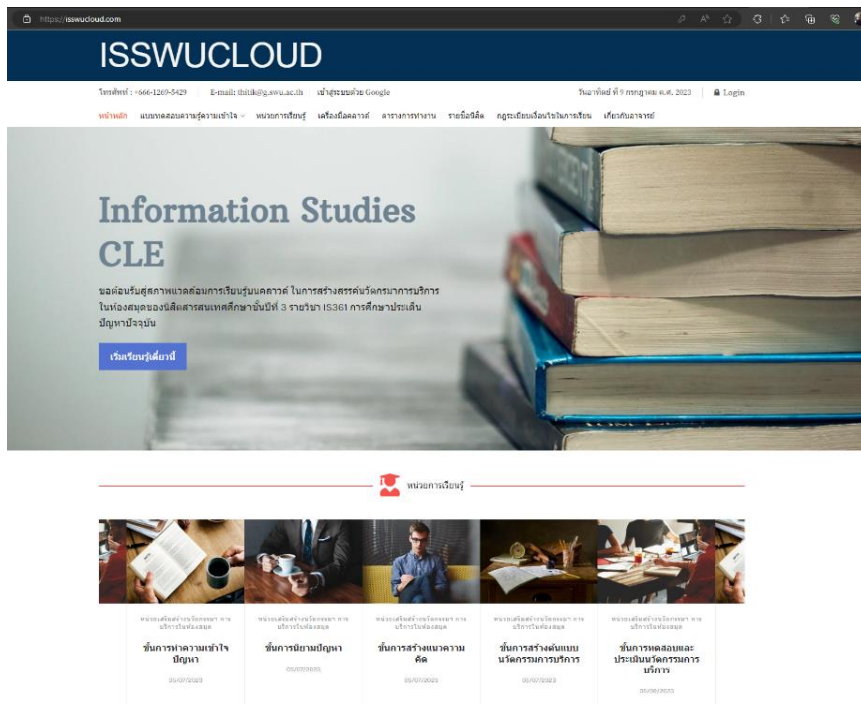 https://isswucloud.com
ISSWUCLOUD
โทรศัพท์ : +666-1269-5429 E-mail: thitik@g.swu.ac.th เข้าสู่ระบบด้วย Google วันอาทิตย์ ที่ 9 กรกฎาคม ค.ศ. 2023 Login
หน้าหลัก แบบทดสอบความรู้ความเข้าใจ หน่วยการเรียนรู้ เครื่องมือคลาวด์ ตารางการทำงาน รายชื่อนิสิต กฎระเบียบเงื่อนไขในการเรียน เกี่ยวกับอาจารย์
Information Studies
CLE
ขอต้อนรับสู่สภาพแวดล้อมการเรียนรู้บนคลาวด์ ในการสร้างสรรค์นวัตกรมาการบริการ
ในห้องสมุดของนิสิตสารสนเทศศึกษาชั้นปีที่ 3 รายวิชา IS361 การศึกษาประเด็น
ปัญหาปัจจุบัน
เริ่มเรียนรู้เดี๋ยวนี้
หน่วยการเรียนรู้
ขั้นการทำความเข้าใจ
ปัญหา
05/07/2023
ขั้นการนิยามปัญหา
05/07/2023
ขั้นการสร้างแนวความ
คิด
05/07/2023
ขั้นการสร้างต้นแบบ
นวัตกรรมการบริการ
05/07/2023
ขั้นการทดสอบและ
ประเมินนวัตกรรมการ
บริการ